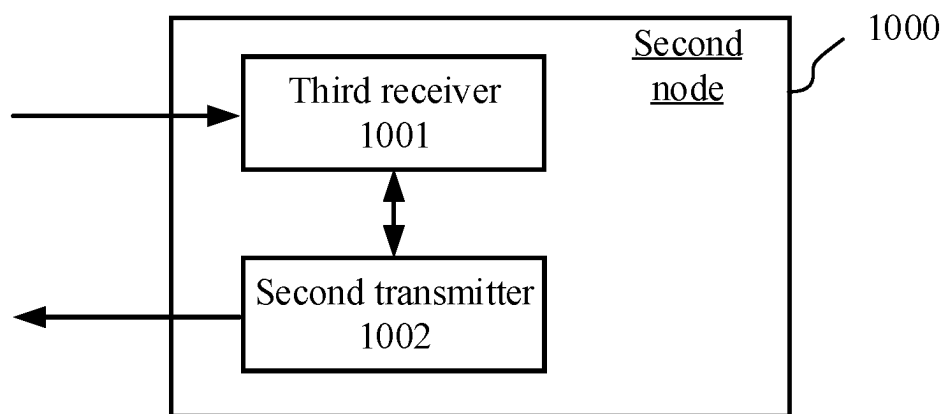 1000
Second
node
Third receiver
1001
Second transmitter
1002